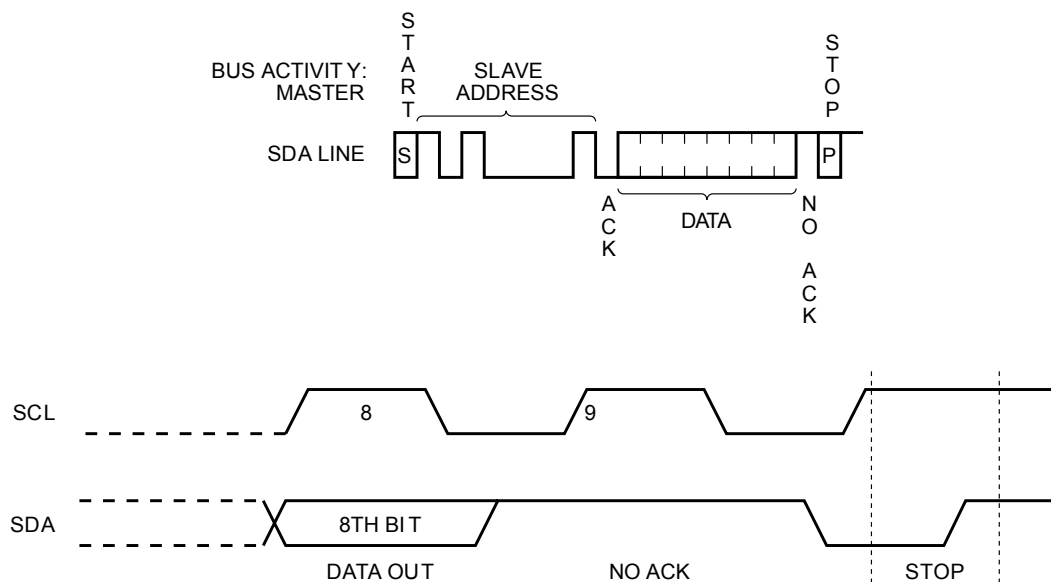 START
STOP
BUS ACTIVITY:
MASTER
SLAVE
ADDRESS
SDA LINE
S
P
ACK
DATA
NO ACK
SCL
8
9
SDA
8TH BIT
DATA OUT
NO ACK
STOP